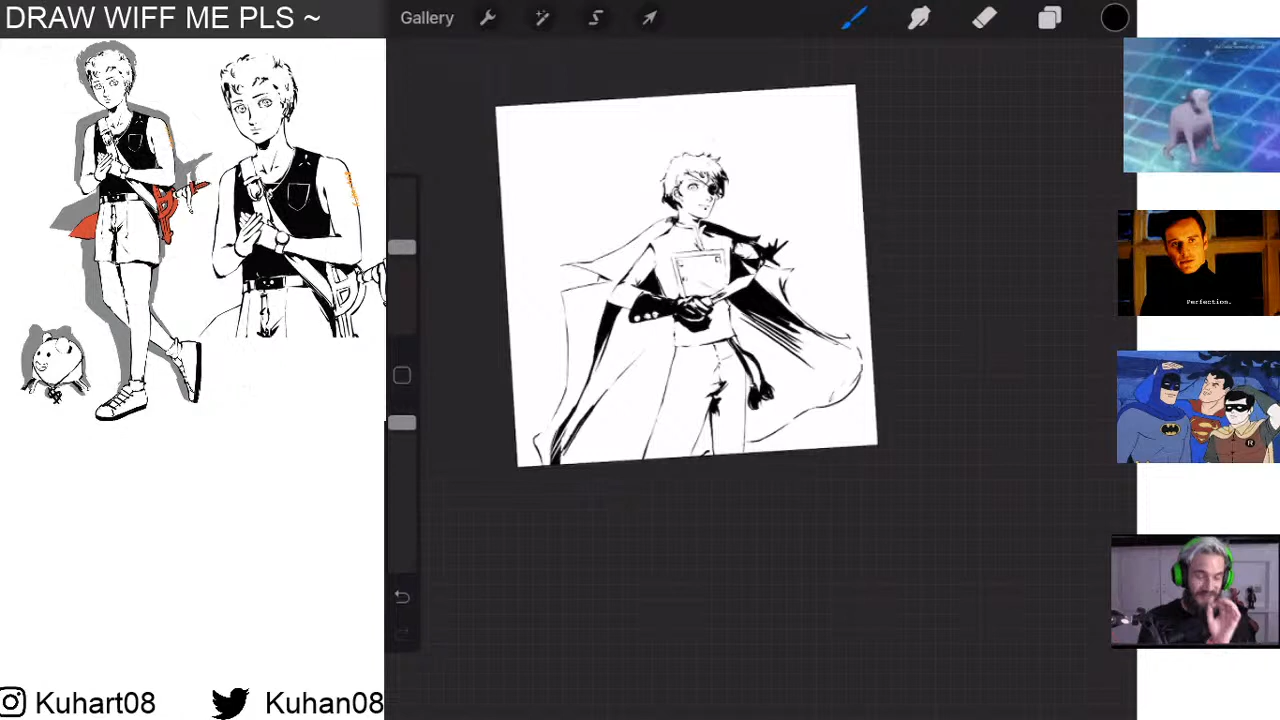 DRAW WIFF ME PLS ~
Gallery
Perfection.
R
Kuhart08
Kuhan08